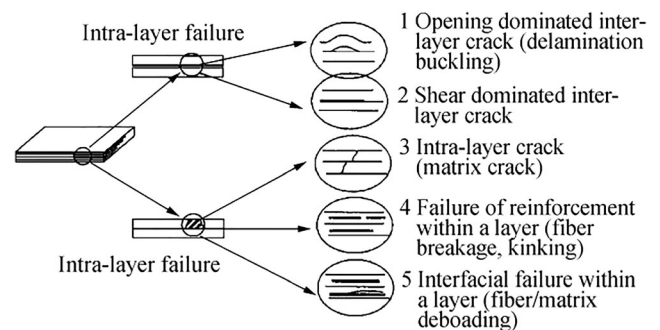 Intra-layer failure
1 Opening dominated inter-
layer crack (delamination
buckling)
2 Shear dominated inter-
layer crack
3 Intra-layer crack
(matrix crack)
4 Failure of reinforcement
within a layer (fiber
breakage, kinking)
Intra-layer failure
5 Interfacial failure within
a layer (fiber/matrix
deboading)